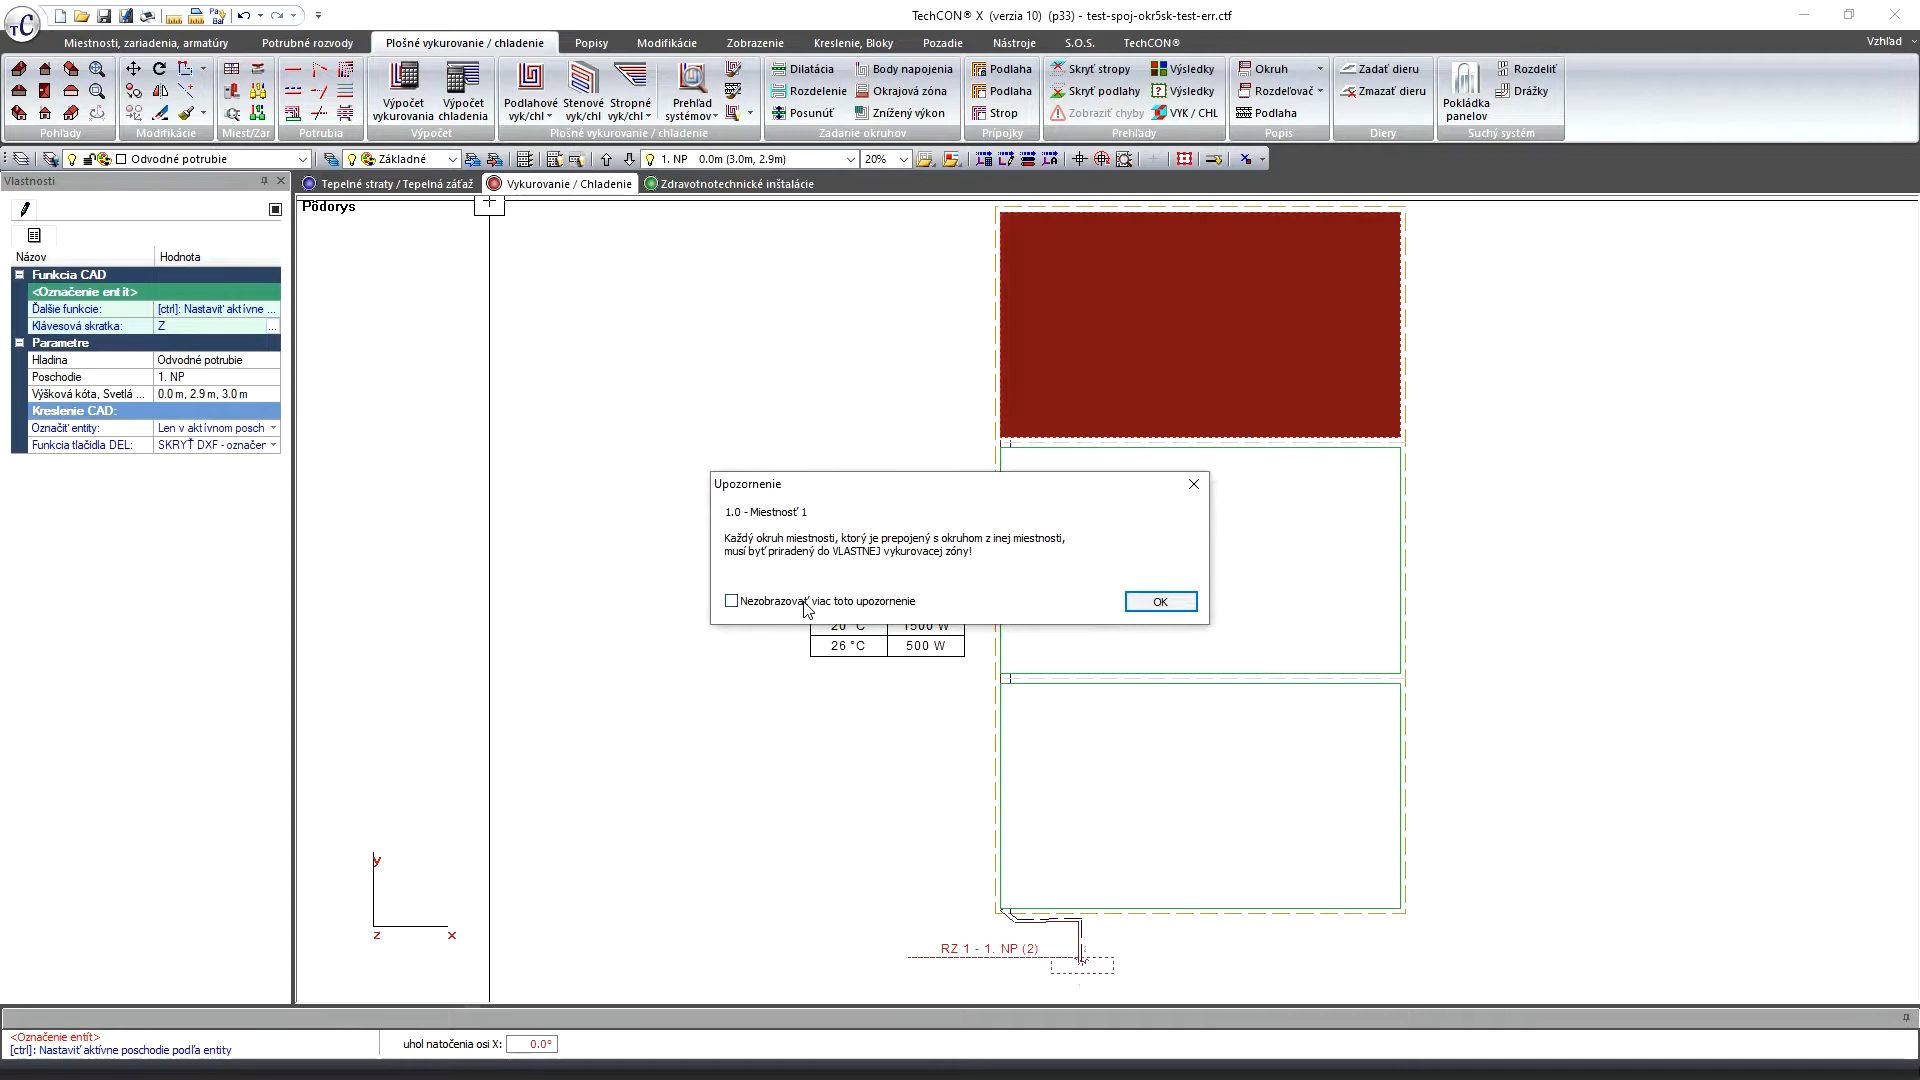 TechCON® X (verzia 10) (p33) - test-spoj-okr5sk-test-err.ctf
Miestnosti, zariadenia, armatúry
Potrubné rozvody
Plošné vykurovanie / chladenie
Popisy
Modifikácie
Zobrazenie
Kreslenie, Bloky
Pozadie
Nástroje
S.O.S.
TechCON®
Vzhľad
Výpočet vykurovania
Výpočet chladenia
Podlahové vyk/chl
Stenové vyk/chl
Stropné vyk/chl
Prehľad systémov
Dilatácia
Rozdelenie
Posunúť
Body napojenia
Okrajová zóna
Znížený výkon
Podlaha
Podlaha
Strop
Skryť stropy
Skryť podlahy
Zobraziť chyby
Výsledky
Výsledky
VYK / CHL
Okruh
Rozdeľovač
Podlaha
Zadať dieru
Zmazať dieru
Pokládka panelov
Rozdeliť
Drážky
Pohľady
Modifikácie
Miest/Zar
Potrubia
Výpočet
Plošné vykurovanie / chladenie
Zadanie okruhov
Prípojky
Prehľady
Popis
Diery
Suchý systém
Odvodné potrubie
Základné
1. NP 0.0m (3.0m, 2.9m)
20%
Vlastnosti
Tepelné straty / Tepelná záťaž
Vykurovanie / Chladenie
Zdravotnotechnické inštalácie
Pôdorys
Názov
Hodnota
Funkcia CAD
<Označenie entít>
Ďalšie funkcie:
[ctrl]: Nastaviť aktívne ...
Klávesová skratka:
Z
...
Parametre
Hladina
Odvodné potrubie
Poschodie
1. NP
Výšková kóta, Svetlá ...
0.0 m, 2.9 m, 3.0 m
Kreslenie CAD:
Označiť entity:
Len v aktívnom posch
Funkcia tlačidla DEL:
SKRYŤ DXF - označer
Upozornenie
1.0 - Miestnosť 1
Každý okruh miestnosti, ktorý je prepojený s okruhom z inej miestnosti,
musí byť priradený do VLASTNEJ vykurovacej zóny!
Nezobrazovať viac toto upozornenie
OK
20 °C
1500 W
26 °C
500 W
y
z
x
RZ 1 - 1. NP (2)
<Označenie entít>
[ctrl]: Nastaviť aktívne poschodie podľa entity
uhol natočenia osi X:
0.0°